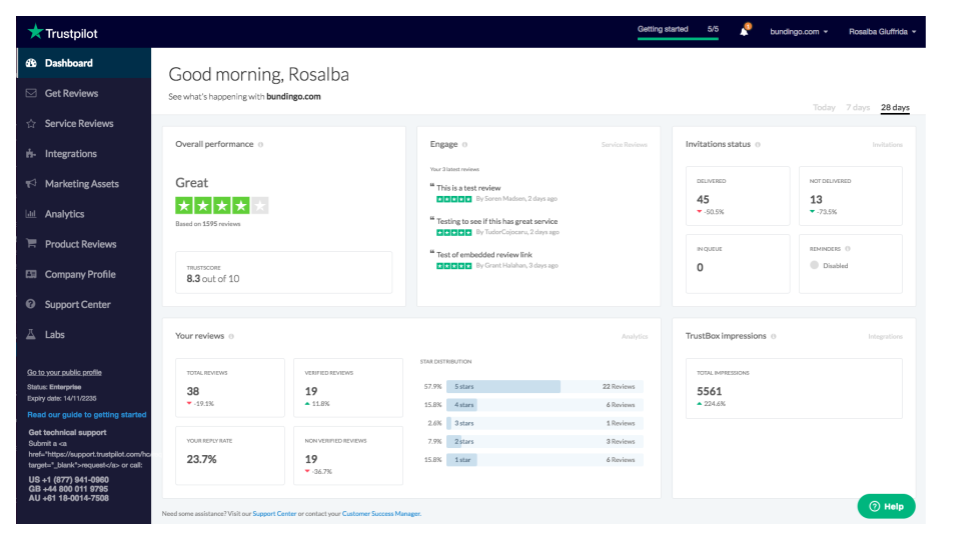 Trustpilot
Getting started 5/5
bundingo.com
Rosalba Giuffrida
Dashboard
Get Reviews
Service Reviews
Integrations
Marketing Assets
Analytics
Product Reviews
Company Profile
Support Center
Labs
Go to your public profile
Status: Enterprise
Expiry date: 14/11/2235
Read our guide to getting started
Get technical support
Submit a <a
href="https://support.trustpilot.com/hc
target="_blank">request</a> or call:
US +1 (877) 941-0960
GB +44 800 011 9795
AU +61 18-0014-7508
Good morning, Rosalba
See what's happening with bundingo.com
Today 7 days 28 days
Overall performance
Great
Based on 1595 reviews
TRUSTSCORE
8.3 out of 10
Engage
Service Reviews
Your 3 latest reviews
" This is a test review
By Soren Madsen, 2 days ago
" Testing to see if this has great service
By TudorCojocaru, 2 days ago
" Test of embedded review link
By Grant Halahan, 3 days ago
Invitations status
Invitations
DELIVERED
45
-50.5%
NOT DELIVERED
13
-73.5%
IN QUEUE
0
REMINDERS
Disabled
Your reviews
Analytics
TOTAL REVIEWS
38
-19.1%
VERIFIED REVIEWS
19
11.8%
YOUR REPLY RATE
23.7%
NON VERIFIED REVIEWS
19
-36.7%
STAR DISTRIBUTION
57.9% 5 stars 22 Reviews
15.8% 4 stars 6 Reviews
2.6% 3 stars 1 Reviews
7.9% 2 stars 3 Reviews
15.8% 1 star 6 Reviews
TrustBox impressions
Integrations
TOTAL IMPRESSIONS
5561
224.6%
Need some assistance? Visit our Support Center or contact your Customer Success Manager.
Help